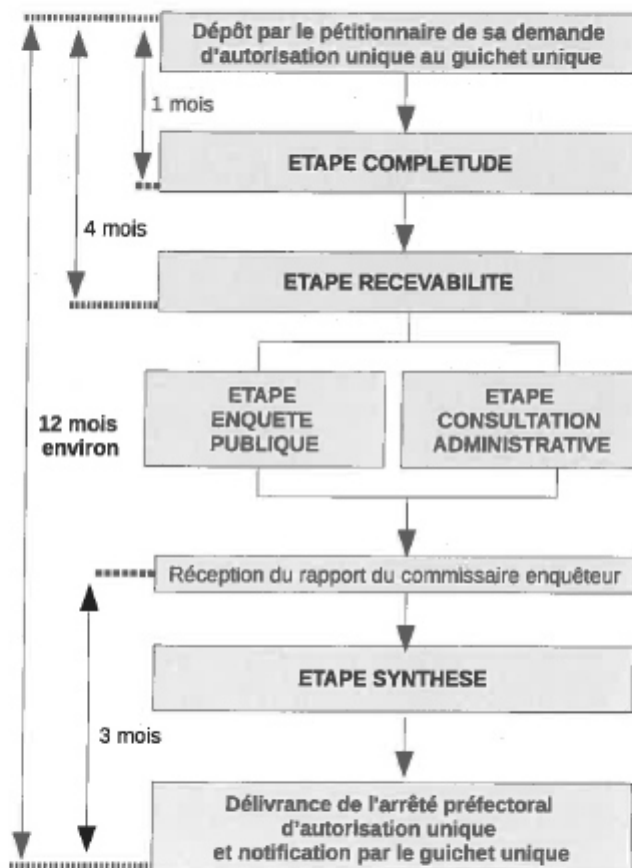 Dépôt par le pétitionnaire de sa demande
d'autorisation unique au guichet unique
1 mois
ETAPE COMPLETUDE
4 mois
ETAPE RECEVABILITE
ETAPE
ENQUETE
PUBLIQUE
ETAPE
CONSULTATION
ADMINISTRATIVE
12 mois
environ
Réception du rapport du commissaire enquêteur
ETAPE SYNTHESE
3 mois
Délivrance de l'arrêté préfectoral
d'autorisation unique
et notification par le guichet unique